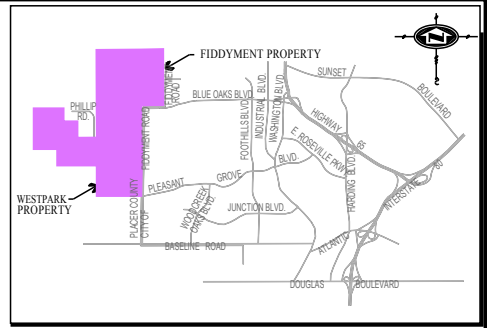 N
FIDDYMENT PROPERTY
FIDDYMENT
ROAD
SUNSET
BOULEVARD
BLUE OAKS BLVD.
PHILLIP
RD.
FIDDYMENT ROAD
FOOTHILLS BLVD.
INDUSTRIAL BLVD.
WASHINGTON BLVD.
HIGHWAY
65
E. ROSEVILLE PKWY
HARDING BLVD.
INTERSTATE
80
PLEASANT
GROVE
BLVD.
WESTPARK
PROPERTY
PLACER COUNTY
CITY OF
WOODCREEK
OAKS BLVD.
JUNCTION BLVD.
BASELINE ROAD
ATLANTIC
DOUGLAS
BOULEVARD